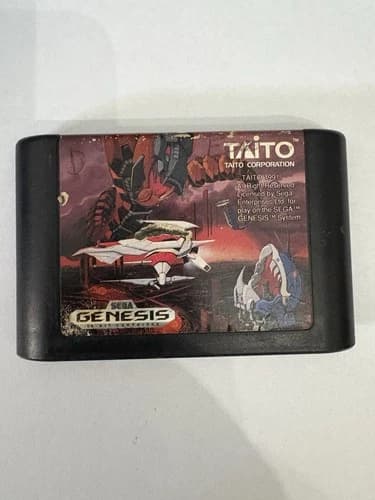 TAITO
TAITO CORPORATION
TAITO 1991
All Right Reserved
Licensed by Sega
Enterprises Ltd. for
play on the SEGA™
GENESIS™ System
SEGA
GENESIS
16-BIT CARTRIDGE